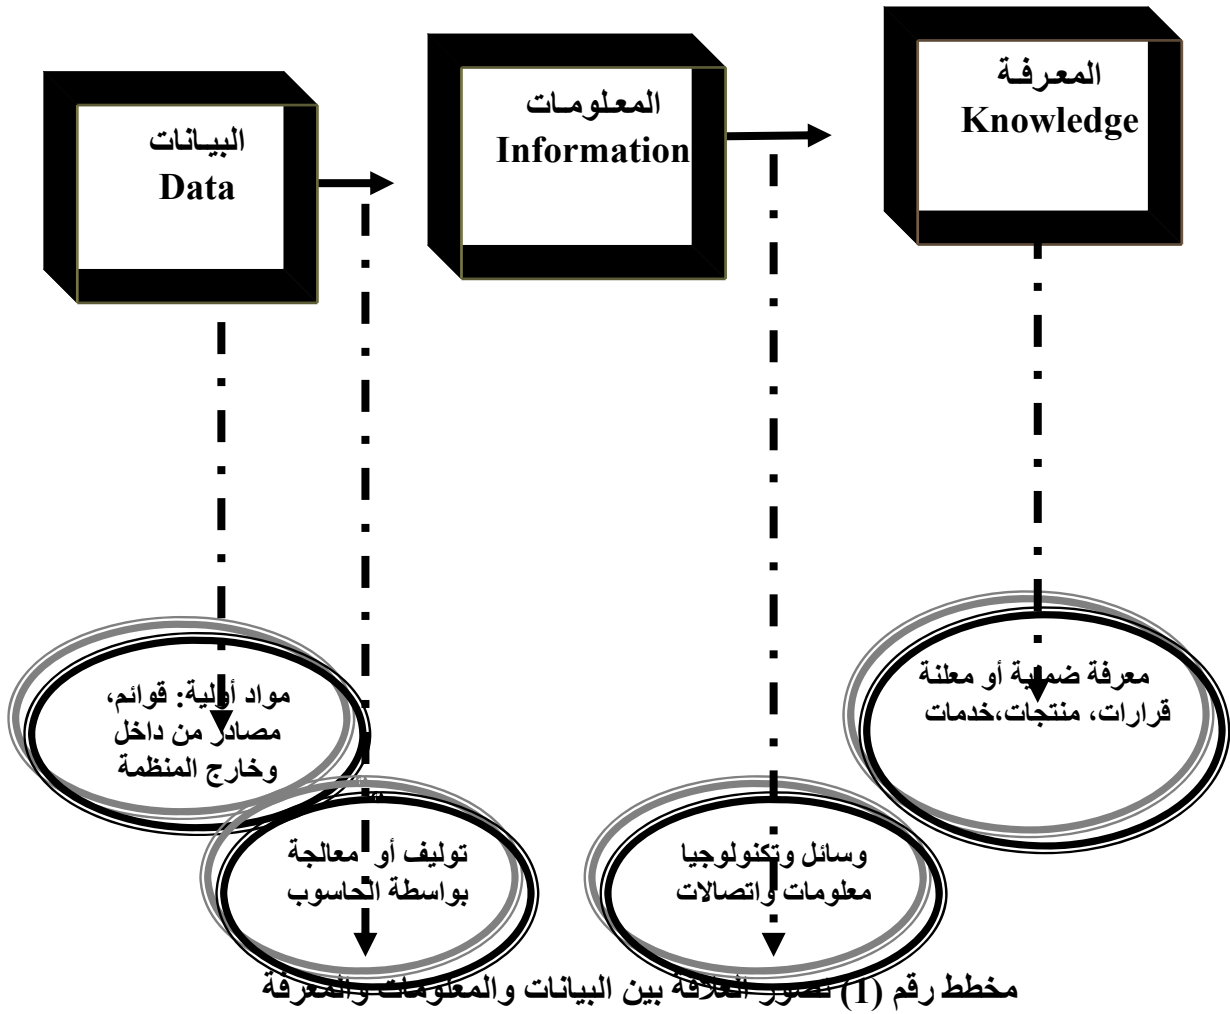 البيانات
Data
المعلومات
Information
المعرفة
Knowledge
مواد أولية: قوائم،
مصادر من داخل
وخارج المنظمة
توليف أو معالجة
بواسطة الحاسوب
وسائل وتكنولوجيا
معلومات واتصالات
معرفة ضمنية أو معلنة
قرارات، منتجات،خدمات
مخطط رقم (1) تصور العلاقة بين البيانات والمعلومات والمعرفة